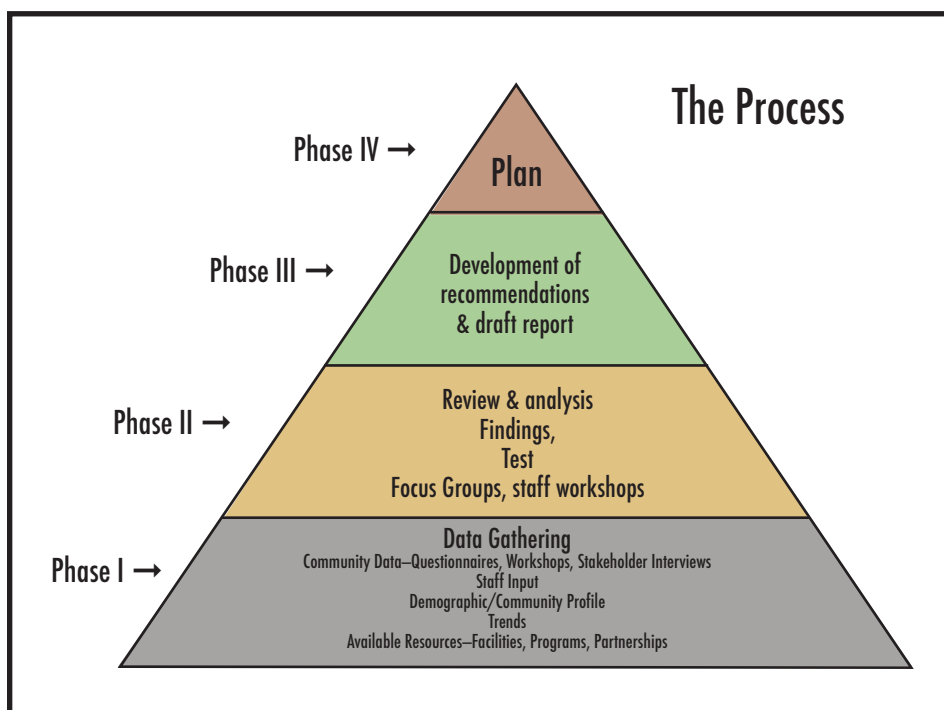 The Process
Phase IV →
Plan
Phase III →
Development of
recommendations
& draft report
Phase II →
Review & analysis
Findings,
Test
Focus Groups, staff workshops
Phase I →
Data Gathering
Community Data–Questionnaires, Workshops, Stakeholder Interviews
Staff Input
Demographic/Community Profile
Trends
Available Resources–Facilities, Programs, Partnerships